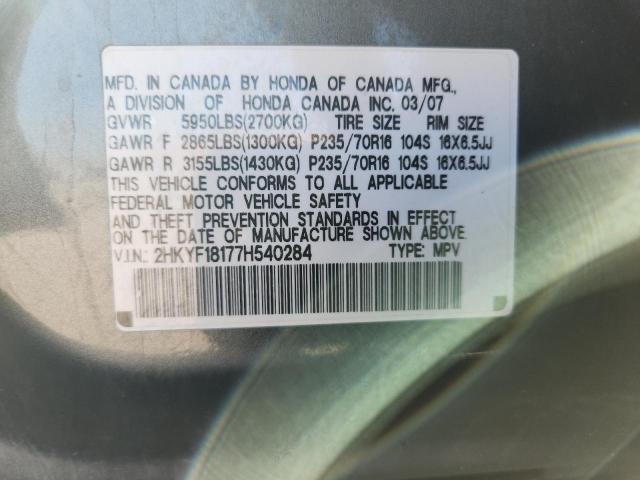 MFD. IN CANADA BY HONDA OF CANADA MFG.,
A DIVISION OF HONDA CANADA INC. 03/07
GVWR 5950LBS(2700KG) TIRE SIZE RIM SIZE
GAWR F 2865LBS(1300KG) P235/70R16 104S 16X6.5JJ
GAWR R 3155LBS(1430KG) P235/70R16 104S 16X6.5JJ
THIS VEHICLE CONFORMS TO ALL APPLICABLE
FEDERAL MOTOR VEHICLE SAFETY
AND THEFT PREVENTION STANDARDS IN EFFECT
ON THE DATE OF MANUFACTURE SHOWN ABOVE.
V.I.N.: 2HKYF18177H540284 TYPE: MPV